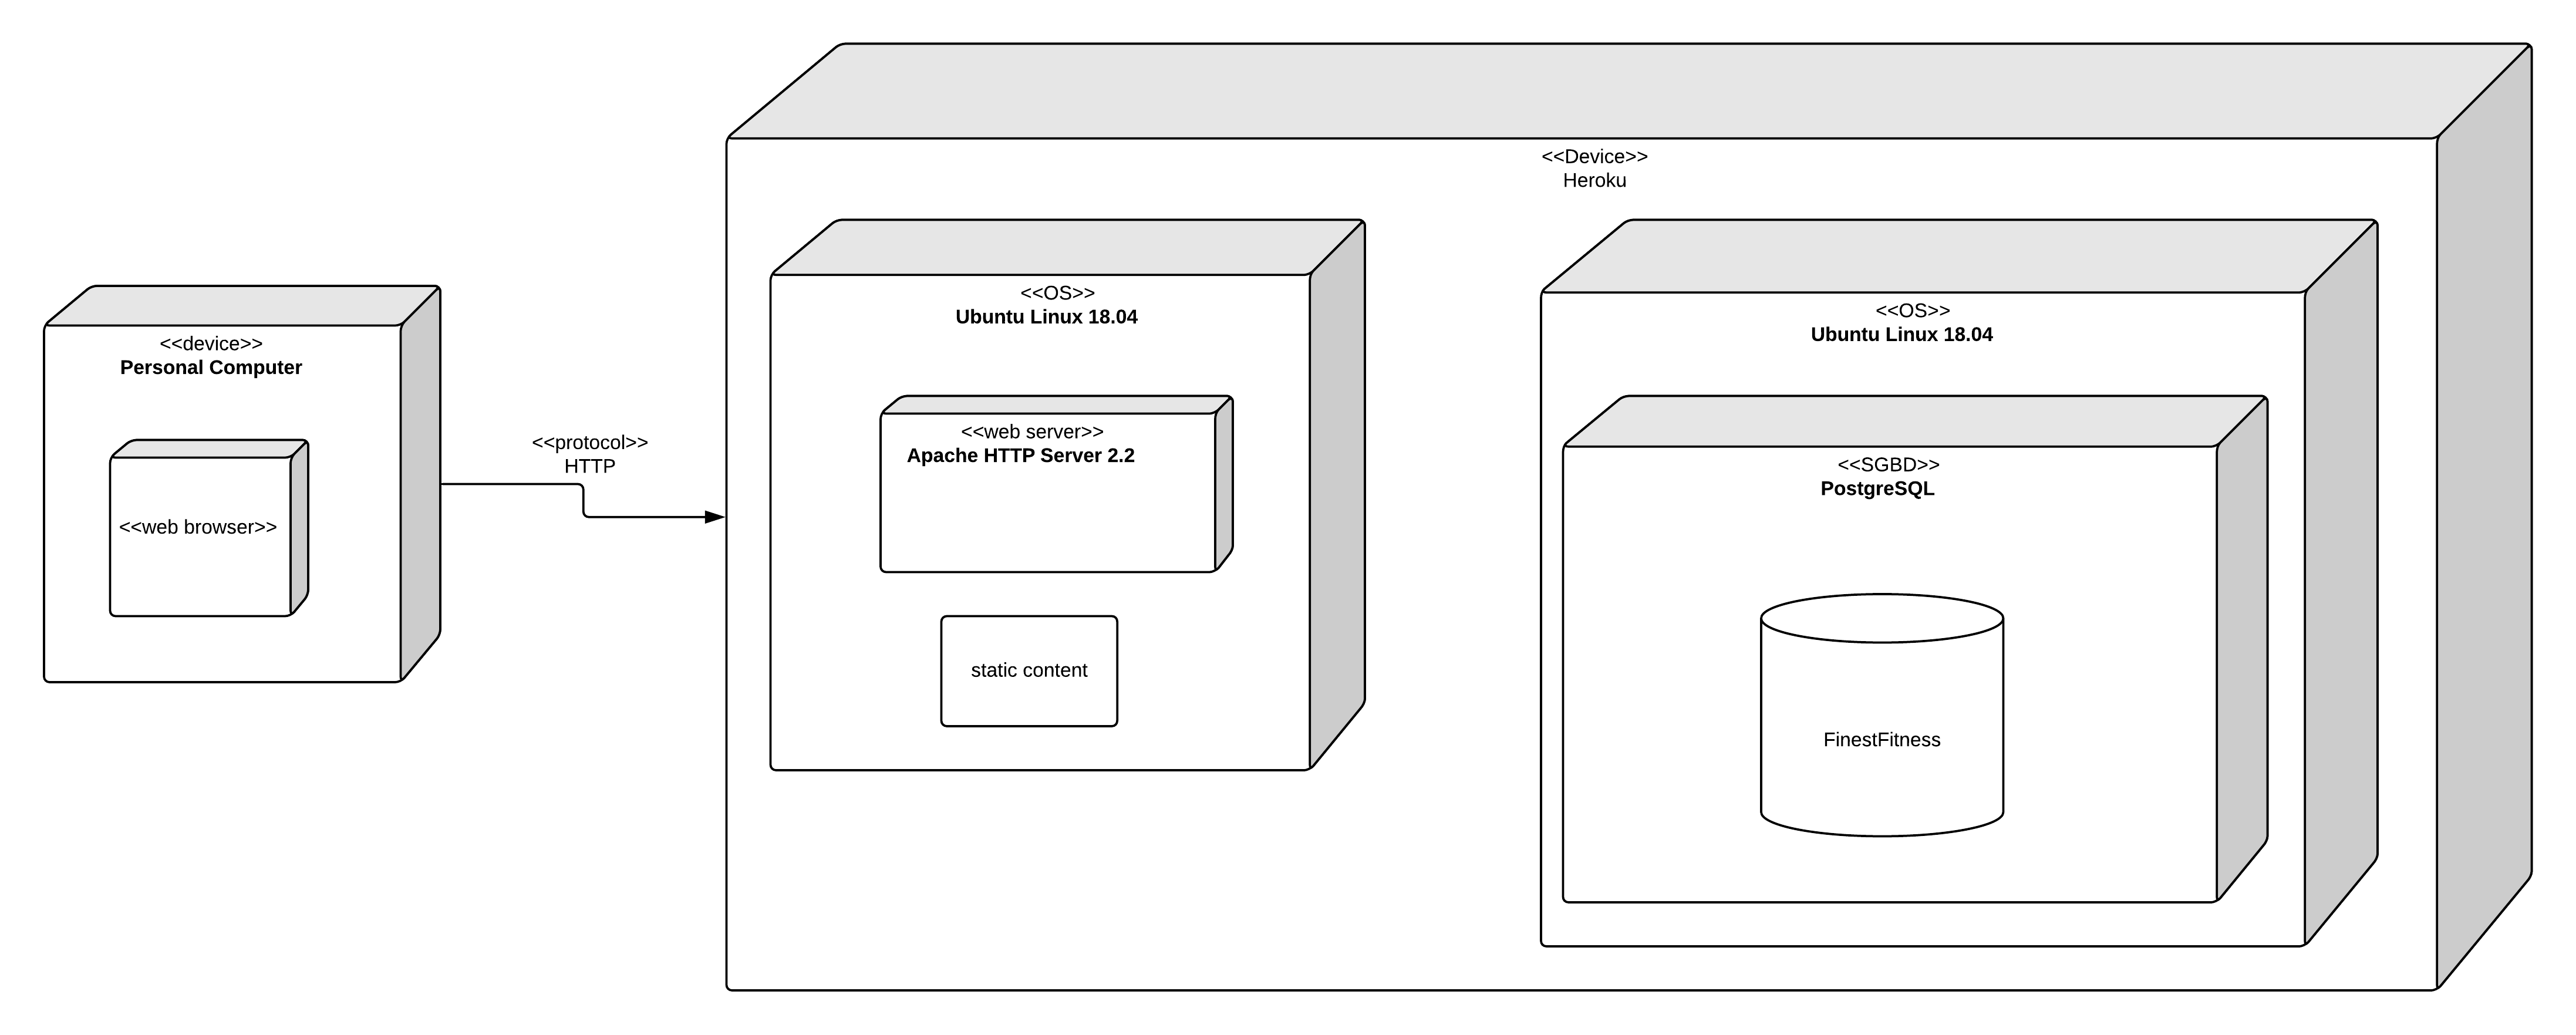 <<Device>>
Heroku
<<device>>
Personal Computer
<<web browser>>
<<protocol>>
HTTP
<<OS>>
Ubuntu Linux 18.04
<<web server>>
Apache HTTP Server 2.2
static content
<<OS>>
Ubuntu Linux 18.04
<<SGBD>>
PostgreSQL
FinestFitness